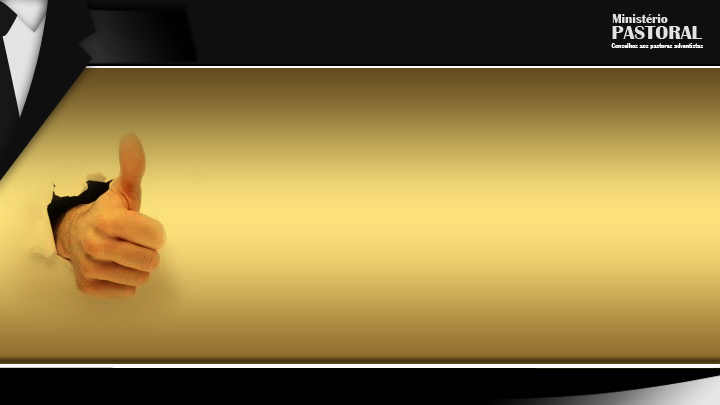 Ministério
PASTORAL
Conselhos aos pastores adventistas